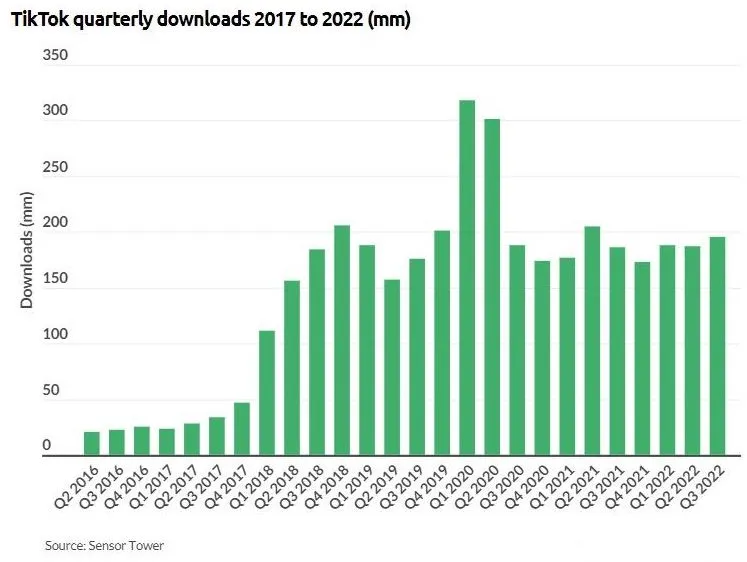 TikTok quarterly downloads 2017 to 2022 (mm)
350
300
250
200
150
100
50
0
Downloads (mm)
Q2 2016
Q3 2016
Q4 2016
Q1 2017
Q2 2017
Q3 2017
Q4 2017
Q1 2018
Q2 2018
Q3 2018
Q4 2018
Q1 2019
Q2 2019
Q3 2019
Q4 2019
Q1 2020
Q2 2020
Q3 2020
Q4 2020
Q1 2021
Q2 2021
Q3 2021
Q4 2021
Q1 2022
Q2 2022
Q3 2022
Source: Sensor Tower